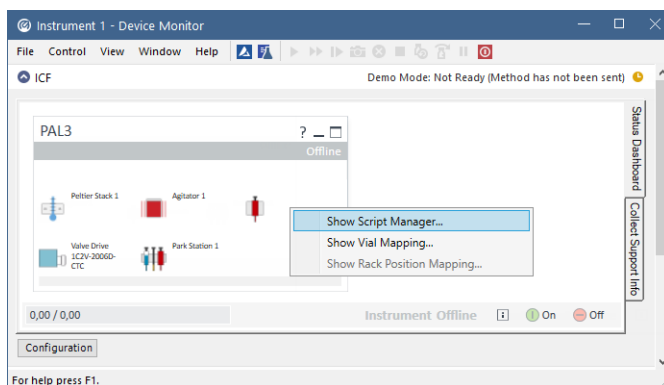 Instrument 1 - Device Monitor
File Control View Window Help
ICF
Demo Mode: Not Ready (Method has not been sent)
PAL3
?
Offline
Peltier Stack 1
Agitator 1
Valve Drive
1C2V-2006D-
CTC
Park Station 1
Show Script Manager...
Show Vial Mapping...
Show Rack Position Mapping...
Status Dashboard
Collect Support Info
0,00 / 0,00
Instrument Offline
i
On
Off
Configuration
For help press F1.